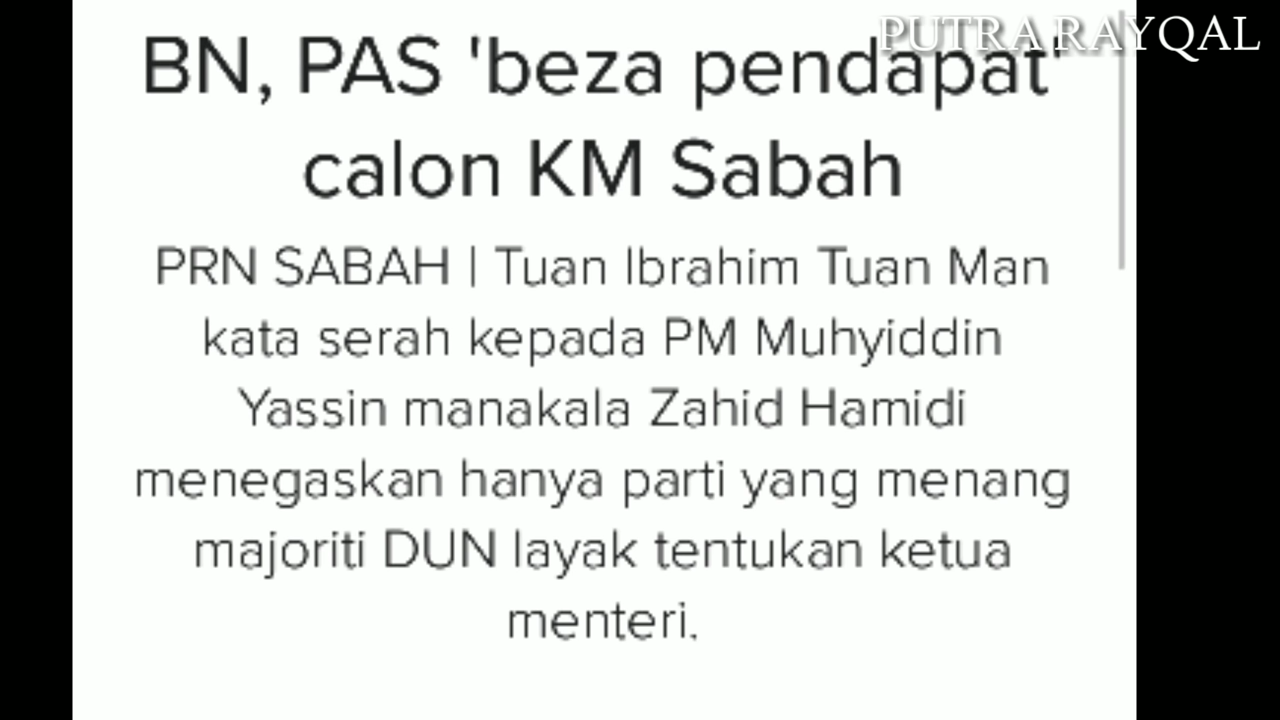 PUTRA RAYQAL
BN, PAS 'beza pendapat'
calon KM Sabah
PRN SABAH | Tuan Ibrahim Tuan Man
kata serah kepada PM Muhyiddin
Yassin manakala Zahid Hamidi
menegaskan hanya parti yang menang
majoriti DUN layak tentukan ketua
menteri.